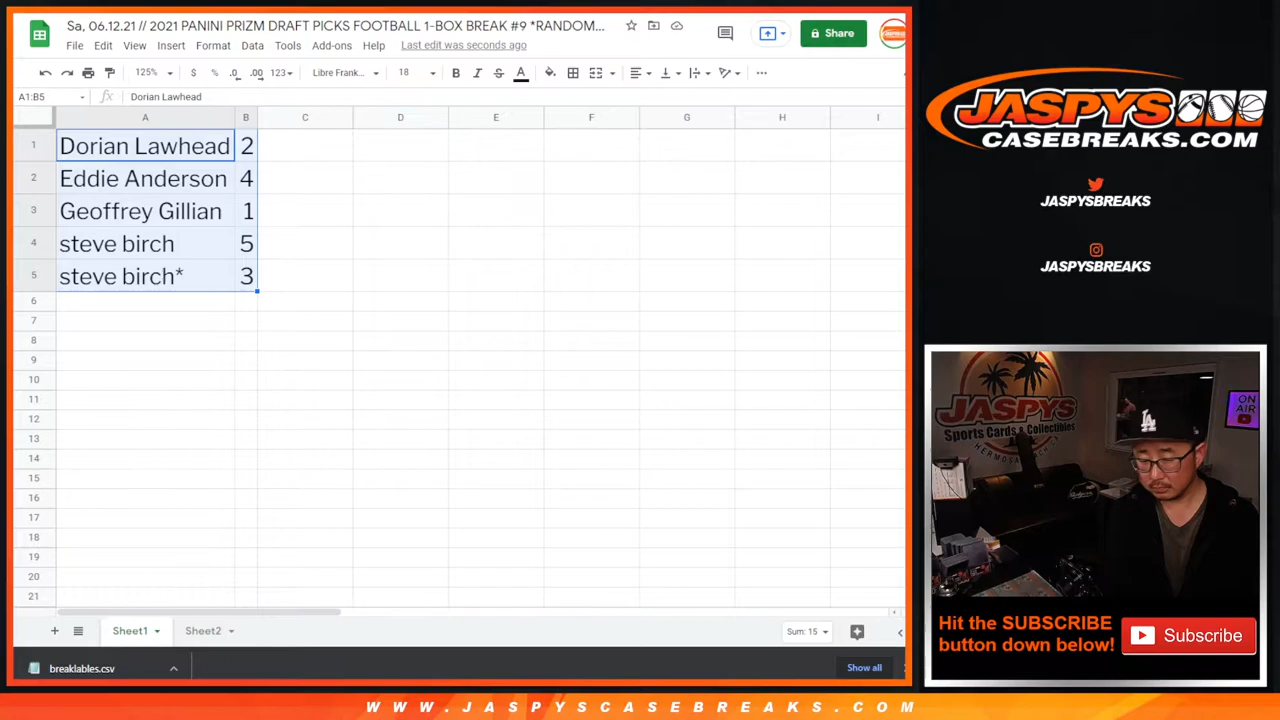 Sa, 06.12.21 // 2021 PANINI PRIZM DRAFT PICKS FOOTBALL 1-BOX BREAK #9 *RANDOM...
File Edit View Insert Format Data Tools Add-ons Help Last edit was seconds ago
Share
125% $ % .0 .00 123 Libre Frank... 18 B I S A
A1:B5 fx Dorian Lawhead
A B C D E F G H I
1 Dorian Lawhead 2
2 Eddie Anderson 4
3 Geoffrey Gillian 1
4 steve birch 5
5 steve birch* 3
6
7
8
9
10
11
12
13
14
15
16
17
18
19
20
21
Sheet1 Sheet2 Sum: 15
breaklables.csv Show all
JASPYS
CASEBREAKS.COM
JASPYSBREAKS
JASPYSBREAKS
JASPYS
Sports Cards & Collectibles
HERMOSA BEACH
LA
ON
AIR
Hit the SUBSCRIBE
button down below!
Subscribe
WWW.JASPYSCASEBREAKS.COM